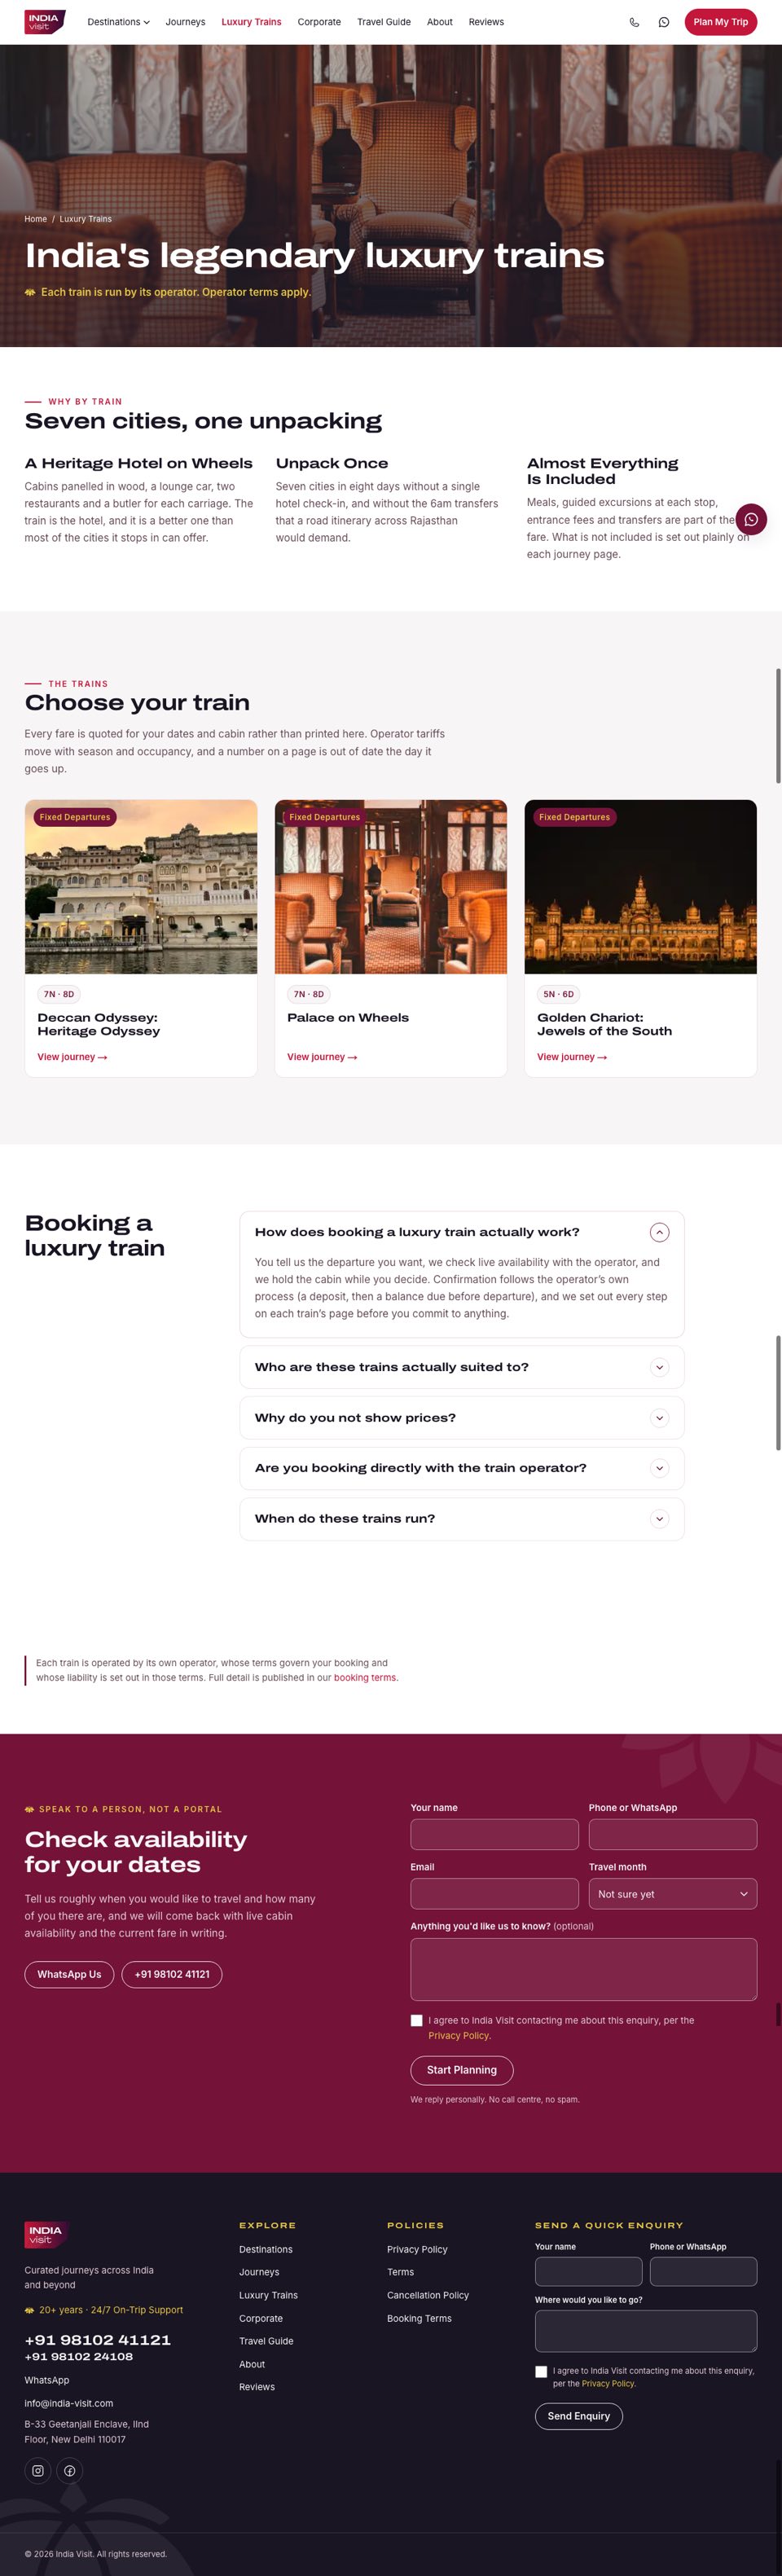 INDIA
visit
Destinations
Journeys
Luxury Trains
Corporate
Travel Guide
About
Reviews
Plan My Trip
Home / Luxury Trains
India's legendary luxury trains
Each train is run by its operator. Operator terms apply.
WHY BY TRAIN
Seven cities, one unpacking
A Heritage Hotel on Wheels
Cabins panelled in wood, a lounge car, two
restaurants and a butler for each carriage. The
train is the hotel, and it is a better one than
most of the cities it stops in can offer.
Unpack Once
Seven cities in eight days without a single
hotel check-in, and without the 6am transfers
that a road itinerary across Rajasthan
would demand.
Almost Everything
Is Included
Meals, guided excursions at each stop,
entrance fees and transfers are part of the
fare. What is not included is set out plainly on
each journey page.
THE TRAINS
Choose your train
Every fare is quoted for your dates and cabin rather than printed here. Operator tariffs
move with season and occupancy, and a number on a page is out of date the day it
goes up.
Fixed Departures
7N · 8D
Deccan Odyssey:
Heritage Odyssey
View journey →
Fixed Departures
7N · 8D
Palace on Wheels
View journey →
Fixed Departures
5N · 6D
Golden Chariot:
Jewels of the South
View journey →
Booking a
luxury train
How does booking a luxury train actually work?
You tell us the departure you want, we check live availability with the operator, and
we hold the cabin while you decide. Confirmation follows the operator’s own
process (a deposit, then a balance due before departure), and we set out every step
on each train’s page before you commit to anything.
Who are these trains actually suited to?
Why do you not show prices?
Are you booking directly with the train operator?
When do these trains run?
Each train is operated by its own operator, whose terms govern your booking and
whose liability is set out in those terms. Full detail is published in our booking terms.
SPEAK TO A PERSON, NOT A PORTAL
Check availability
for your dates
Tell us roughly when you would like to travel and how many
of you there are, and we will come back with live cabin
availability and the current fare in writing.
WhatsApp Us
+91 98102 41121
Your name
Phone or WhatsApp
Email
Travel month
Not sure yet
Anything you'd like us to know? (optional)
I agree to India Visit contacting me about this enquiry, per the
Privacy Policy.
Start Planning
We reply personally. No call centre, no spam.
INDIA
visit
Curated journeys across India
and beyond
20+ years · 24/7 On-Trip Support
+91 98102 41121
+91 98102 24108
WhatsApp
info@india-visit.com
B-33 Geetanjali Enclave, IInd
Floor, New Delhi 110017
EXPLORE
Destinations
Journeys
Luxury Trains
Corporate
Travel Guide
About
Reviews
POLICIES
Privacy Policy
Terms
Cancellation Policy
Booking Terms
SEND A QUICK ENQUIRY
Your name
Phone or WhatsApp
Where would you like to go?
I agree to India Visit contacting me about this enquiry,
per the Privacy Policy.
Send Enquiry
© 2026 India Visit. All rights reserved.